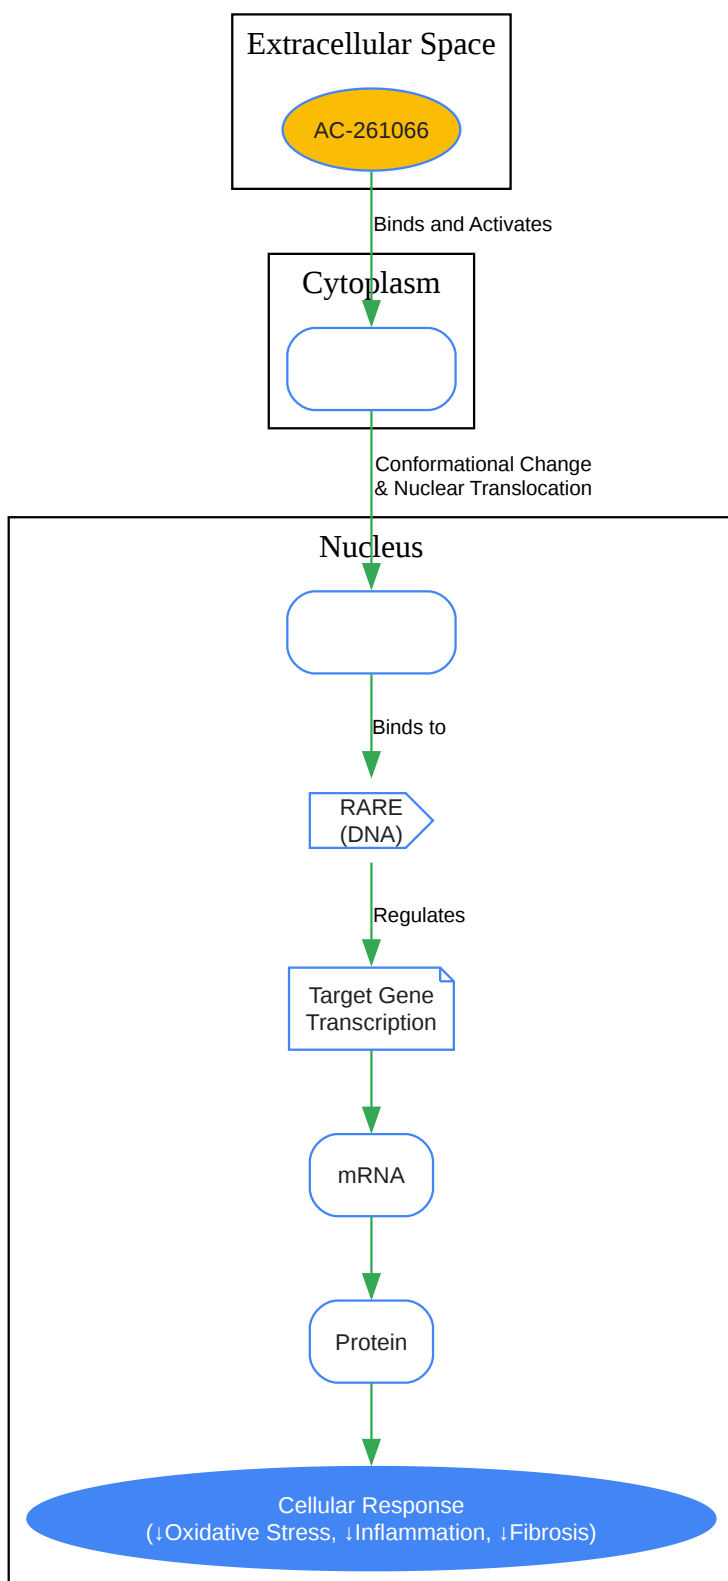 Extracellular Space
AC-261066
Binds and Activates
Cytoplasm
Conformational Change
& Nuclear Translocation
Nucleus
Binds to
RARE
(DNA)
Regulates
Target Gene
Transcription
mRNA
Protein
Cellular Response
(↓Oxidative Stress, ↓Inflammation, ↓Fibrosis)